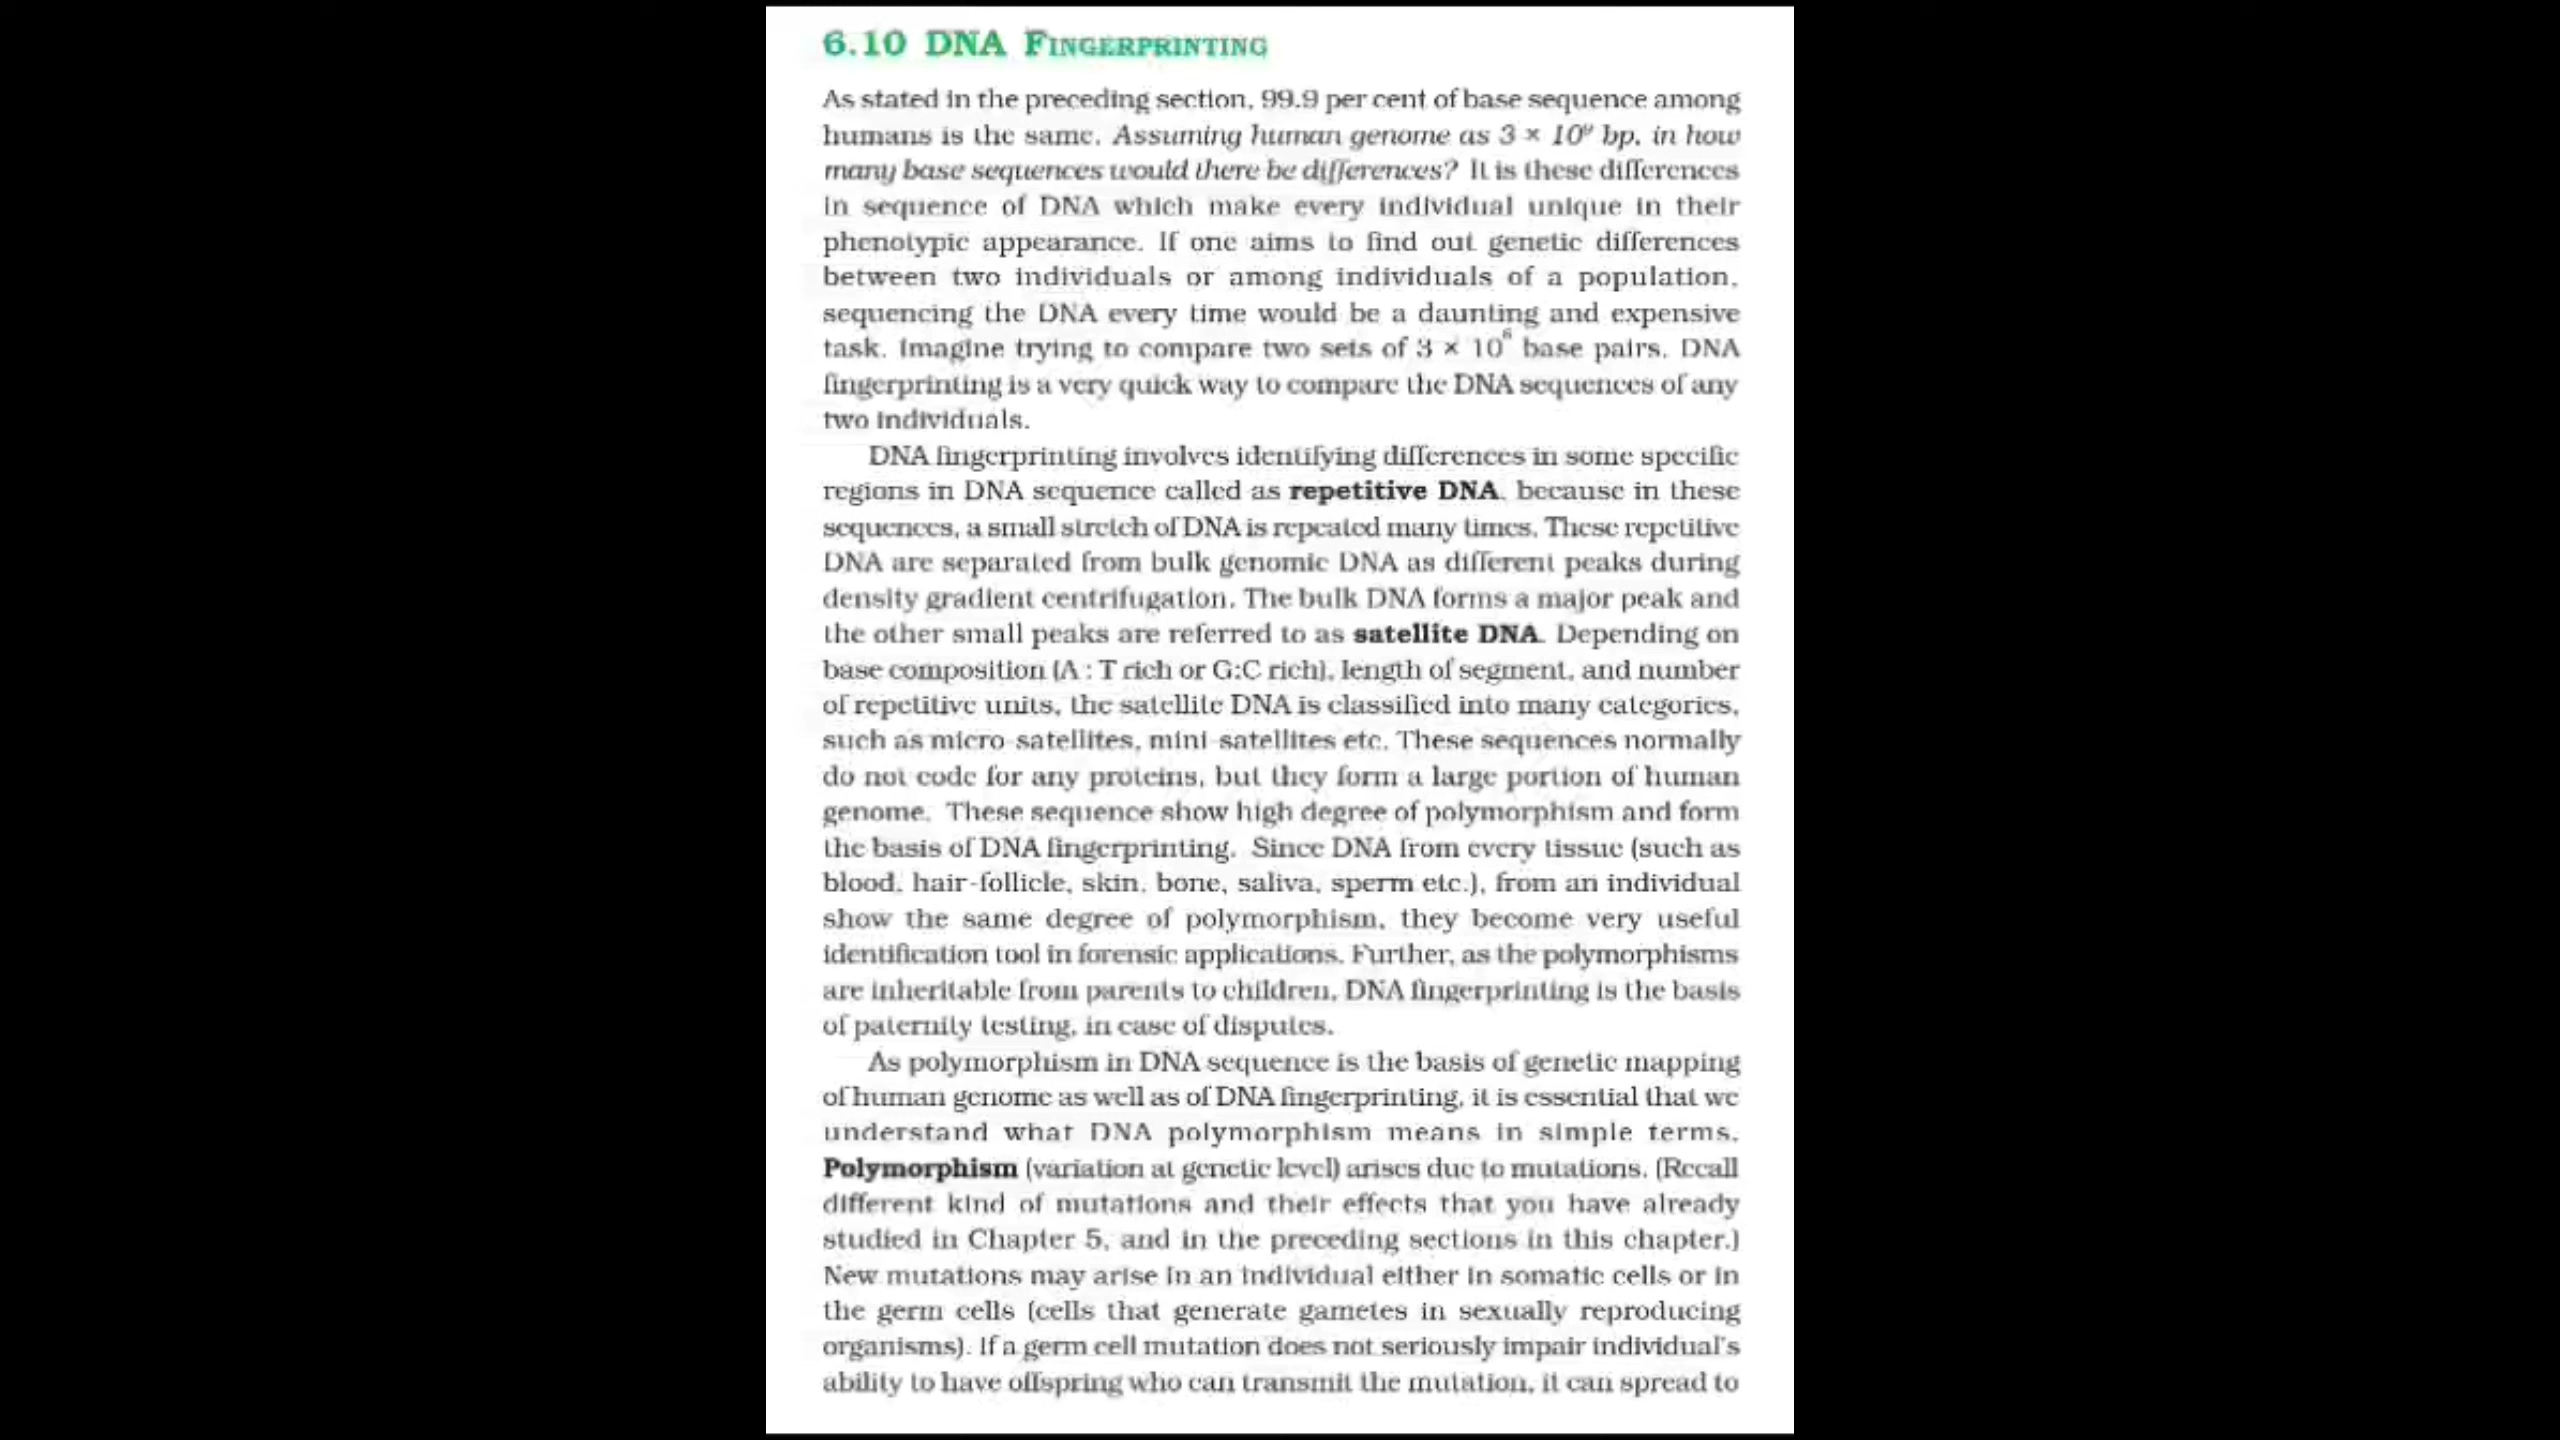 6.10 DNA FINGERPRINTING
As stated in the preceding section, 99.9 per cent of base sequence among
humans is the same. Assuming human genome as 3 × 10⁹ bp, in how
many base sequences would there be differences? It is these differences
in sequence of DNA which make every individual unique in their
phenotypic appearance. If one aims to find out genetic differences
between two individuals or among individuals of a population,
sequencing the DNA every time would be a daunting and expensive
task. Imagine trying to compare two sets of 3 × 10⁶ base pairs. DNA
fingerprinting is a very quick way to compare the DNA sequences of any
two individuals.
DNA fingerprinting involves identifying differences in some specific
regions in DNA sequence called as repetitive DNA, because in these
sequences, a small stretch of DNA is repeated many times. These repetitive
DNA are separated from bulk genomic DNA as different peaks during
density gradient centrifugation. The bulk DNA forms a major peak and
the other small peaks are referred to as satellite DNA. Depending on
base composition (A : T rich or G:C rich), length of segment, and number
of repetitive units, the satellite DNA is classified into many categories,
such as micro-satellites, mini-satellites etc. These sequences normally
do not code for any proteins, but they form a large portion of human
genome. These sequence show high degree of polymorphism and form
the basis of DNA fingerprinting. Since DNA from every tissue (such as
blood, hair-follicle, skin, bone, saliva, sperm etc.), from an individual
show the same degree of polymorphism, they become very useful
identification tool in forensic applications. Further, as the polymorphisms
are inheritable from parents to children, DNA fingerprinting is the basis
of paternity testing, in case of disputes.
As polymorphism in DNA sequence is the basis of genetic mapping
of human genome as well as of DNA fingerprinting, it is essential that we
understand what DNA polymorphism means in simple terms.
Polymorphism (variation at genetic level) arises due to mutations. (Recall
different kind of mutations and their effects that you have already
studied in Chapter 5, and in the preceding sections in this chapter.)
New mutations may arise in an individual either in somatic cells or in
the germ cells (cells that generate gametes in sexually reproducing
organisms). If a germ cell mutation does not seriously impair individual's
ability to have offspring who can transmit the mutation, it can spread to